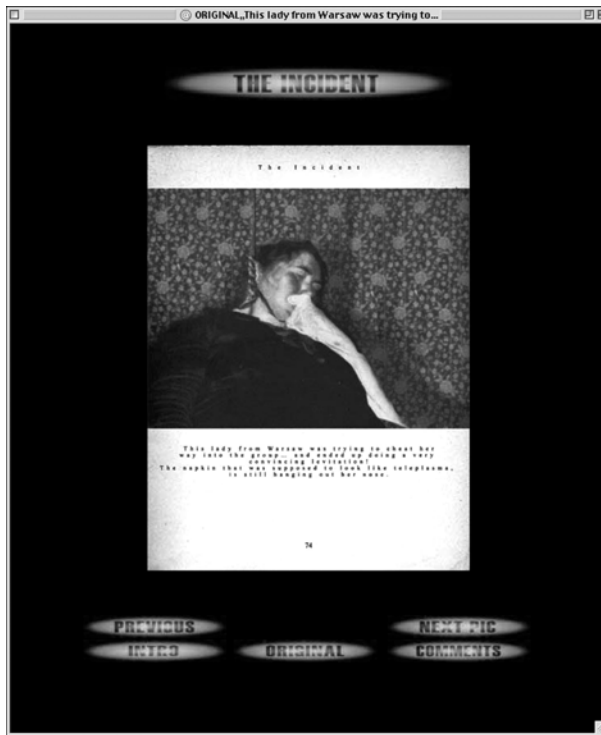 ORIGINAL,,This lady from Warsaw was trying to...
THE INCIDENT
The Incident
This lady from Warsaw was trying to cheat her
way into the group... and ended up doing a very
convincing levitation!
The napkin that was supposed to look like teleplasma,
is still hanging out her nose.
74
PREVIOUS
NEXT PIC
INTRO
ORIGINAL
COMMENTS